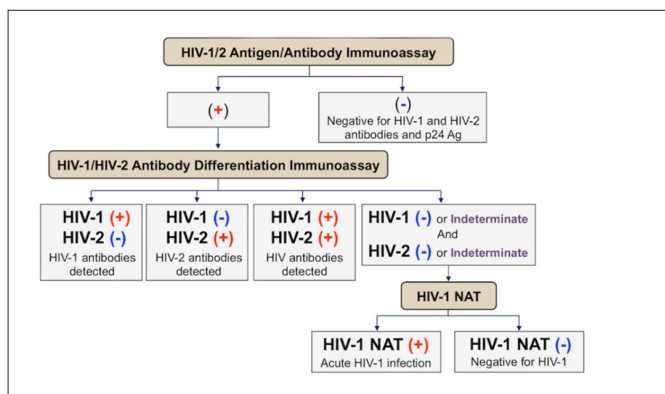 HIV-1/2 Antigen/Antibody Immunoassay
(+)
(-)
Negative for HIV-1 and HIV-2
antibodies and p24 Ag
HIV-1/HIV-2 Antibody Differentiation Immunoassay
HIV-1 (+)
HIV-2 (-)
HIV-1 antibodies
detected
HIV-1 (-)
HIV-2 (+)
HIV-2 antibodies
detected
HIV-1 (+)
HIV-2 (+)
HIV antibodies
detected
HIV-1 (-) or Indeterminate
And
HIV-2 (-) or Indeterminate
HIV-1 NAT
HIV-1 NAT (+)
Acute HIV-1 infection
HIV-1 NAT (-)
Negative for HIV-1